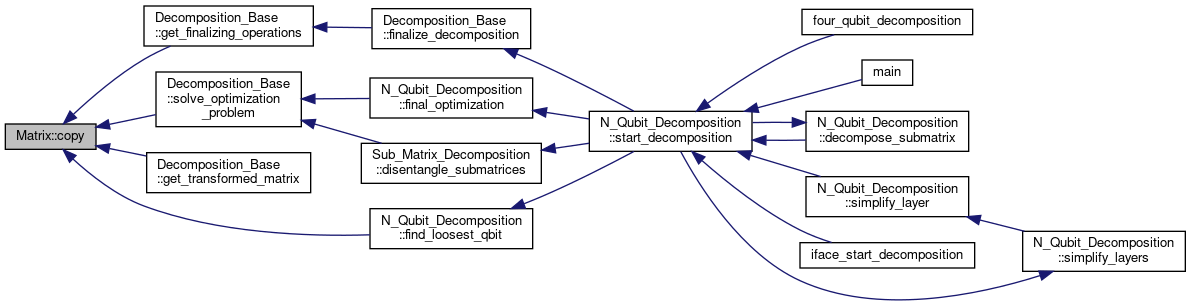 Matrix::copy
Decomposition_Base
::get_finalizing_operations
Decomposition_Base
::solve_optimization
_problem
Decomposition_Base
::get_transformed_matrix
Decomposition_Base
::finalize_decomposition
N_Qubit_Decomposition
::final_optimization
Sub_Matrix_Decomposition
::disentangle_submatrices
N_Qubit_Decomposition
::find_loosest_qbit
N_Qubit_Decomposition
::start_decomposition
four_qubit_decomposition
main
N_Qubit_Decomposition
::decompose_submatrix
N_Qubit_Decomposition
::simplify_layer
iface_start_decomposition
N_Qubit_Decomposition
::simplify_layers